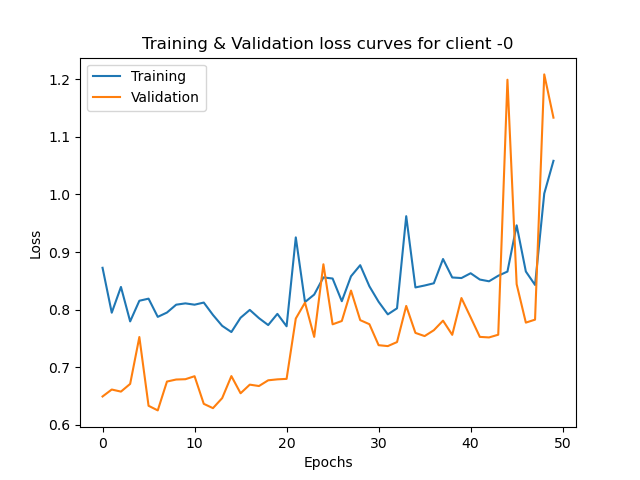 Training & Validation loss curves for client -0
Training
Validation
1.2
1.1
1.0
0.9
0.8
0.7
0.6
Loss
0 10 20 30 40 50
Epochs